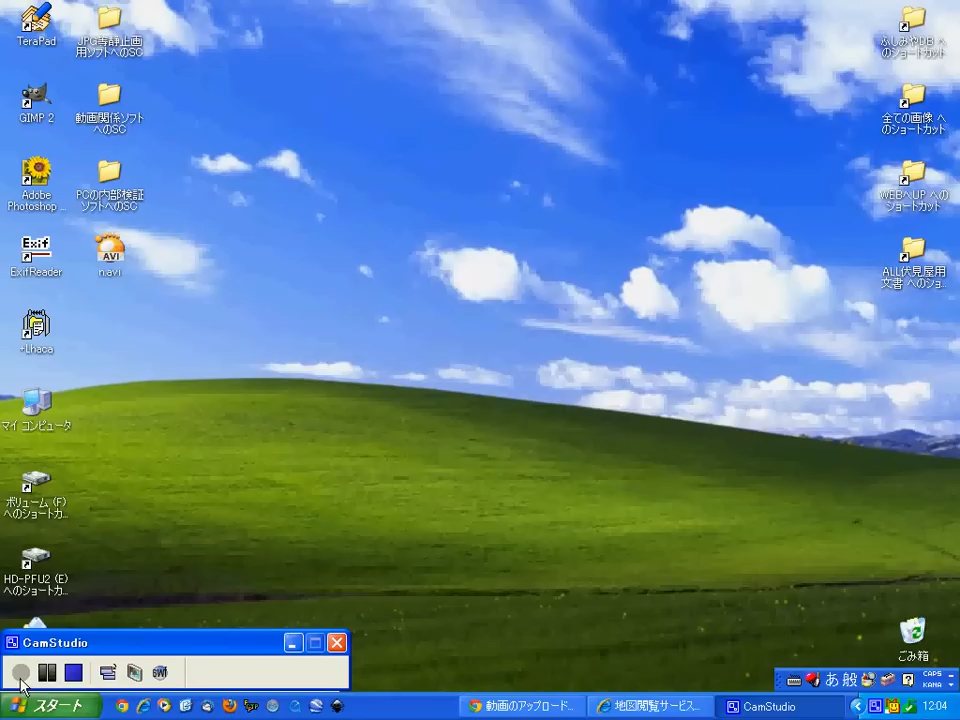 TeraPad
JPG等静止画
用ソフトへのSC
ふしみやDB へ
のショートカット
GIMP 2
動画関係ソフト
へのSC
全ての画像 へ
のショートカット
Adobe
Photoshop ...
PCの内部検証
ソフトへのSC
WEBへUP への
ショートカット
Exif
ExifReader
AVI
n.avi
ALL伏見屋用
文書 へのショ...
+Lhaca
マイ コンピュータ
ボリューム (F)
へのショートカ...
HD-PFU2 (E)
へのショートカ...
CamStudio
SWF
ごみ箱
あ 般
CAPS
KANA
スタート
動画のアップロード...
地図閲覧サービス...
CamStudio
12:04